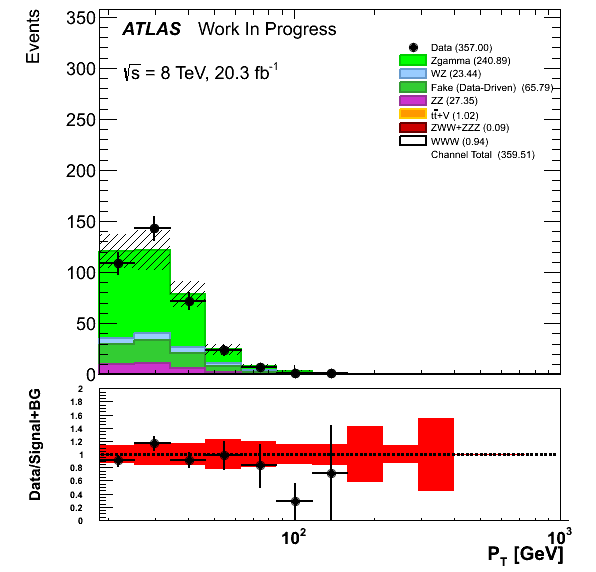 Events
ATLAS Work In Progress
√s = 8 TeV, 20.3 fb⁻¹
Data (357.00)
Zgamma (240.89)
WZ (23.44)
Fake (Data-Driven) (65.79)
ZZ (27.35)
tt̄+V (1.02)
ZWW+ZZZ (0.09)
WWW (0.94)
Channel Total (359.51)
350
300
250
200
150
100
50
0
Data/Signal+BG
2
1.8
1.6
1.4
1.2
1
0.8
0.6
0.4
0.2
0
10²
10³
P_T [GeV]